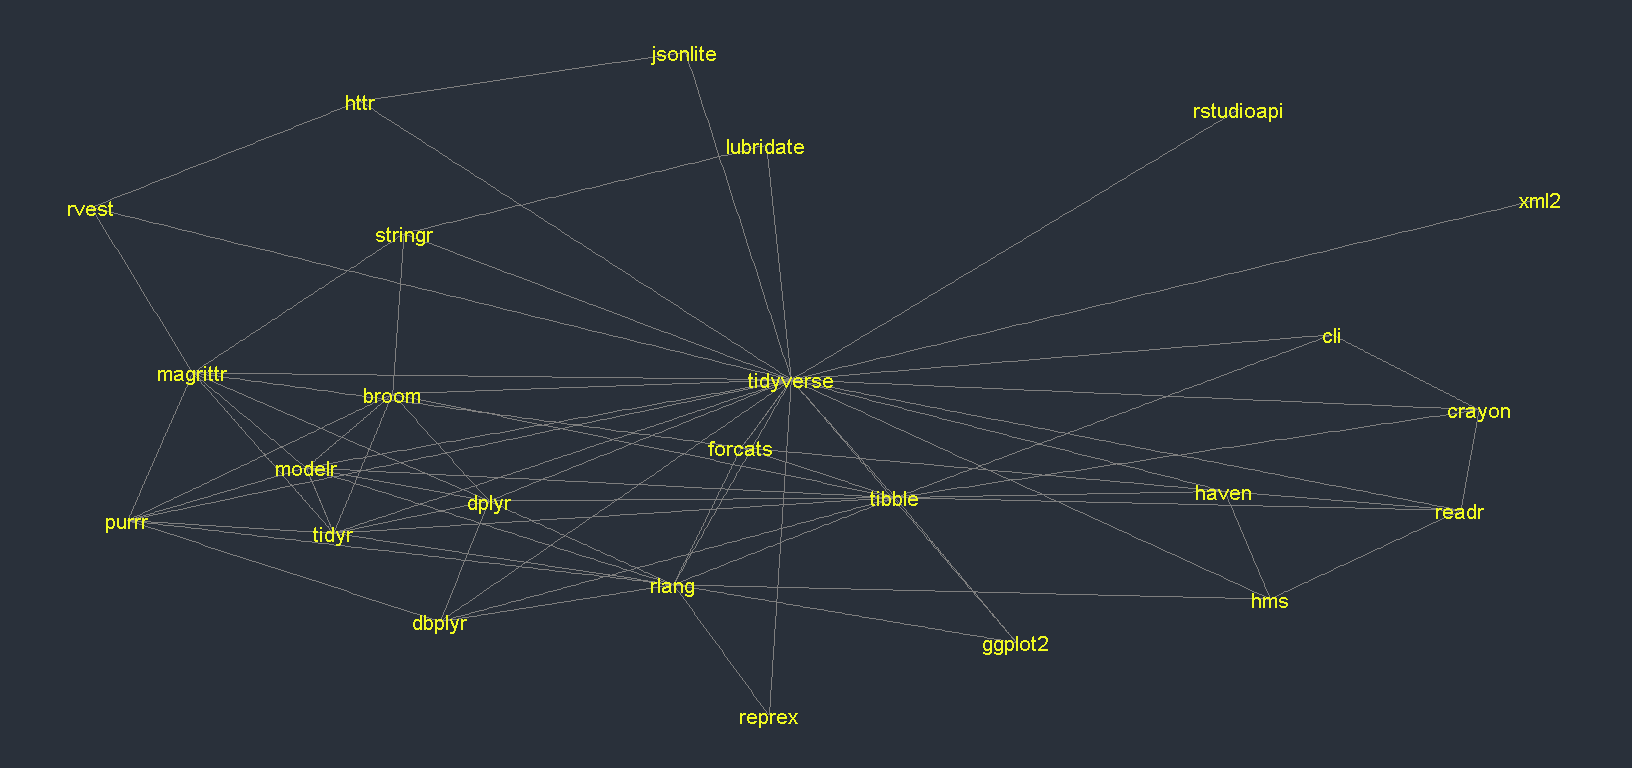 jsonlite
httr
rstudioapi
lubridate
xml2
rvest
stringr
cli
magrittr
tidyverse
broom
crayon
forcats
modelr
haven
tibble
dplyr
readr
purrr
tidyr
rlang
hms
dbplyr
ggplot2
reprex